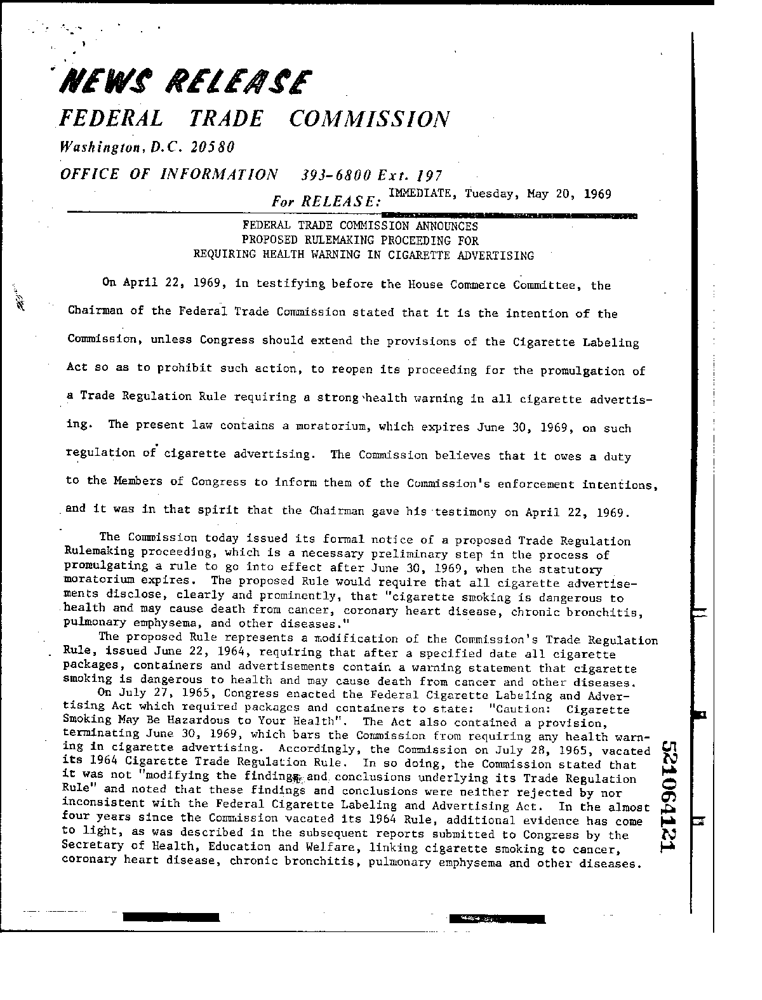 NEWS RELEASE
FEDERAL TRADE COMMISSION
Washington, D.C. 20580
OFFICE OF INFORMATION 393-6800 Ext. 197
For RELEASE: IMMEDIATE, Tuesday, May 20, 1969
FEDERAL TRADE COMMISSION ANNOUNCES
PROPOSED RULEMAKING PROCEEDING FOR
REQUIRING HEALTH WARNING IN CIGARETTE ADVERTISING
On April 22, 1969, in testifying before the House Commerce Committee, the
Chairman of the Federal Trade Commission stated that it is the intention of the
Commission, unless Congress should extend the provisions of the Cigarette Labeling
Act so as to prohibit such action, to reopen its proceeding for the promulgation of
a Trade Regulation Rule requiring a strong health warning in all cigarette advertis-
ing. The present law contains a moratorium, which expires June 30, 1969, on such
regulation of cigarette advertising. The Commission believes that it owes a duty
to the Members of Congress to inform them of the Commission's enforcement intentions,
and it was in that spirit that the Chairman gave his testimony on April 22, 1969.
The Commission today issued its formal notice of a proposed Trade Regulation
Rulemaking proceeding, which is a necessary preliminary step in the process of
promulgating a rule to go into effect after June 30, 1969, when the statutory
moratorium expires. The proposed Rule would require that all cigarette advertise-
ments disclose, clearly and prominently, that "cigarette smoking is dangerous to
health and may cause death from cancer, coronary heart disease, chronic bronchitis,
pulmonary emphysema, and other diseases."
The proposed Rule represents a modification of the Commission's Trade Regulation
Rule, issued June 22, 1964, requiring that after a specified date all cigarette
packages, containers and advertisements contain a warning statement that cigarette
smoking is dangerous to health and may cause death from cancer and other diseases.
On July 27, 1965, Congress enacted the Federal Cigarette Labeling and Adver-
tising Act which required packages and containers to state: "Caution: Cigarette
Smoking May Be Hazardous to Your Health". The Act also contained a provision,
terminating June 30, 1969, which bars the Commission from requiring any health warn-
ing in cigarette advertising. Accordingly, the Commission on July 28, 1965, vacated
its 1964 Cigarette Trade Regulation Rule. In so doing, the Commission stated that
it was not "modifying the findings and conclusions underlying its Trade Regulation
Rule" and noted that these findings and conclusions were neither rejected by nor
inconsistent with the Federal Cigarette Labeling and Advertising Act. In the almost
four years since the Commission vacated its 1964 Rule, additional evidence has come
to light, as was described in the subsequent reports submitted to Congress by the
Secretary of Health, Education and Welfare, linking cigarette smoking to cancer,
coronary heart disease, chronic bronchitis, pulmonary emphysema and other diseases.
521064121